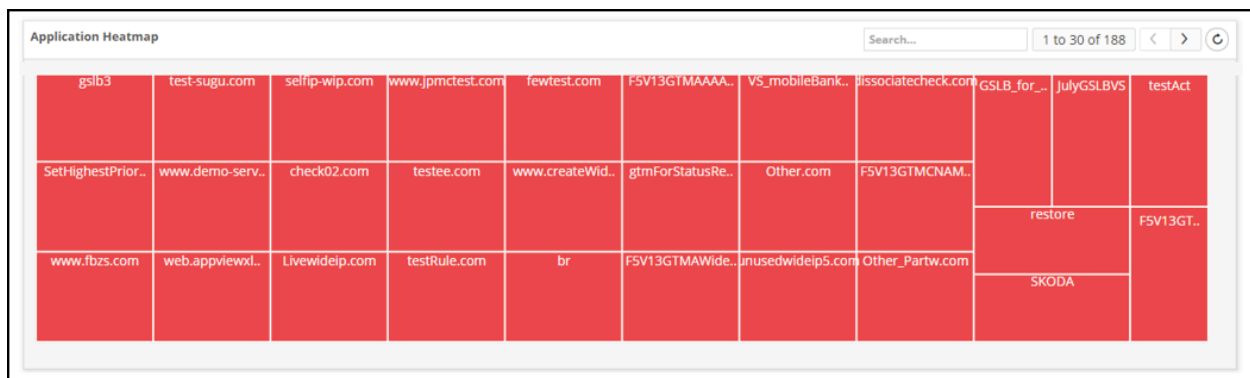 Application Heatmap
Search...
1 to 30 of 188
gslb3
test-sugu.com
selfip-wip.com
www.jpmctest.com
fewtest.com
F5V13GTMAAAA..
VS_mobileBank..
dissociatecheck.com
GSLB_for_..
JulyGSLBVS
testAct
SetHighestPrior..
www.demo-serv..
check02.com
testee.com
www.createWid..
gtmForStatusRe..
Other.com
F5V13GTMCNAM..
restore
F5V13GT..
www.fbzs.com
web.appviewxl..
Livewideip.com
testRule.com
br
F5V13GTMAWide..
unusedwideip5.com
Other_Partw.com
SKODA